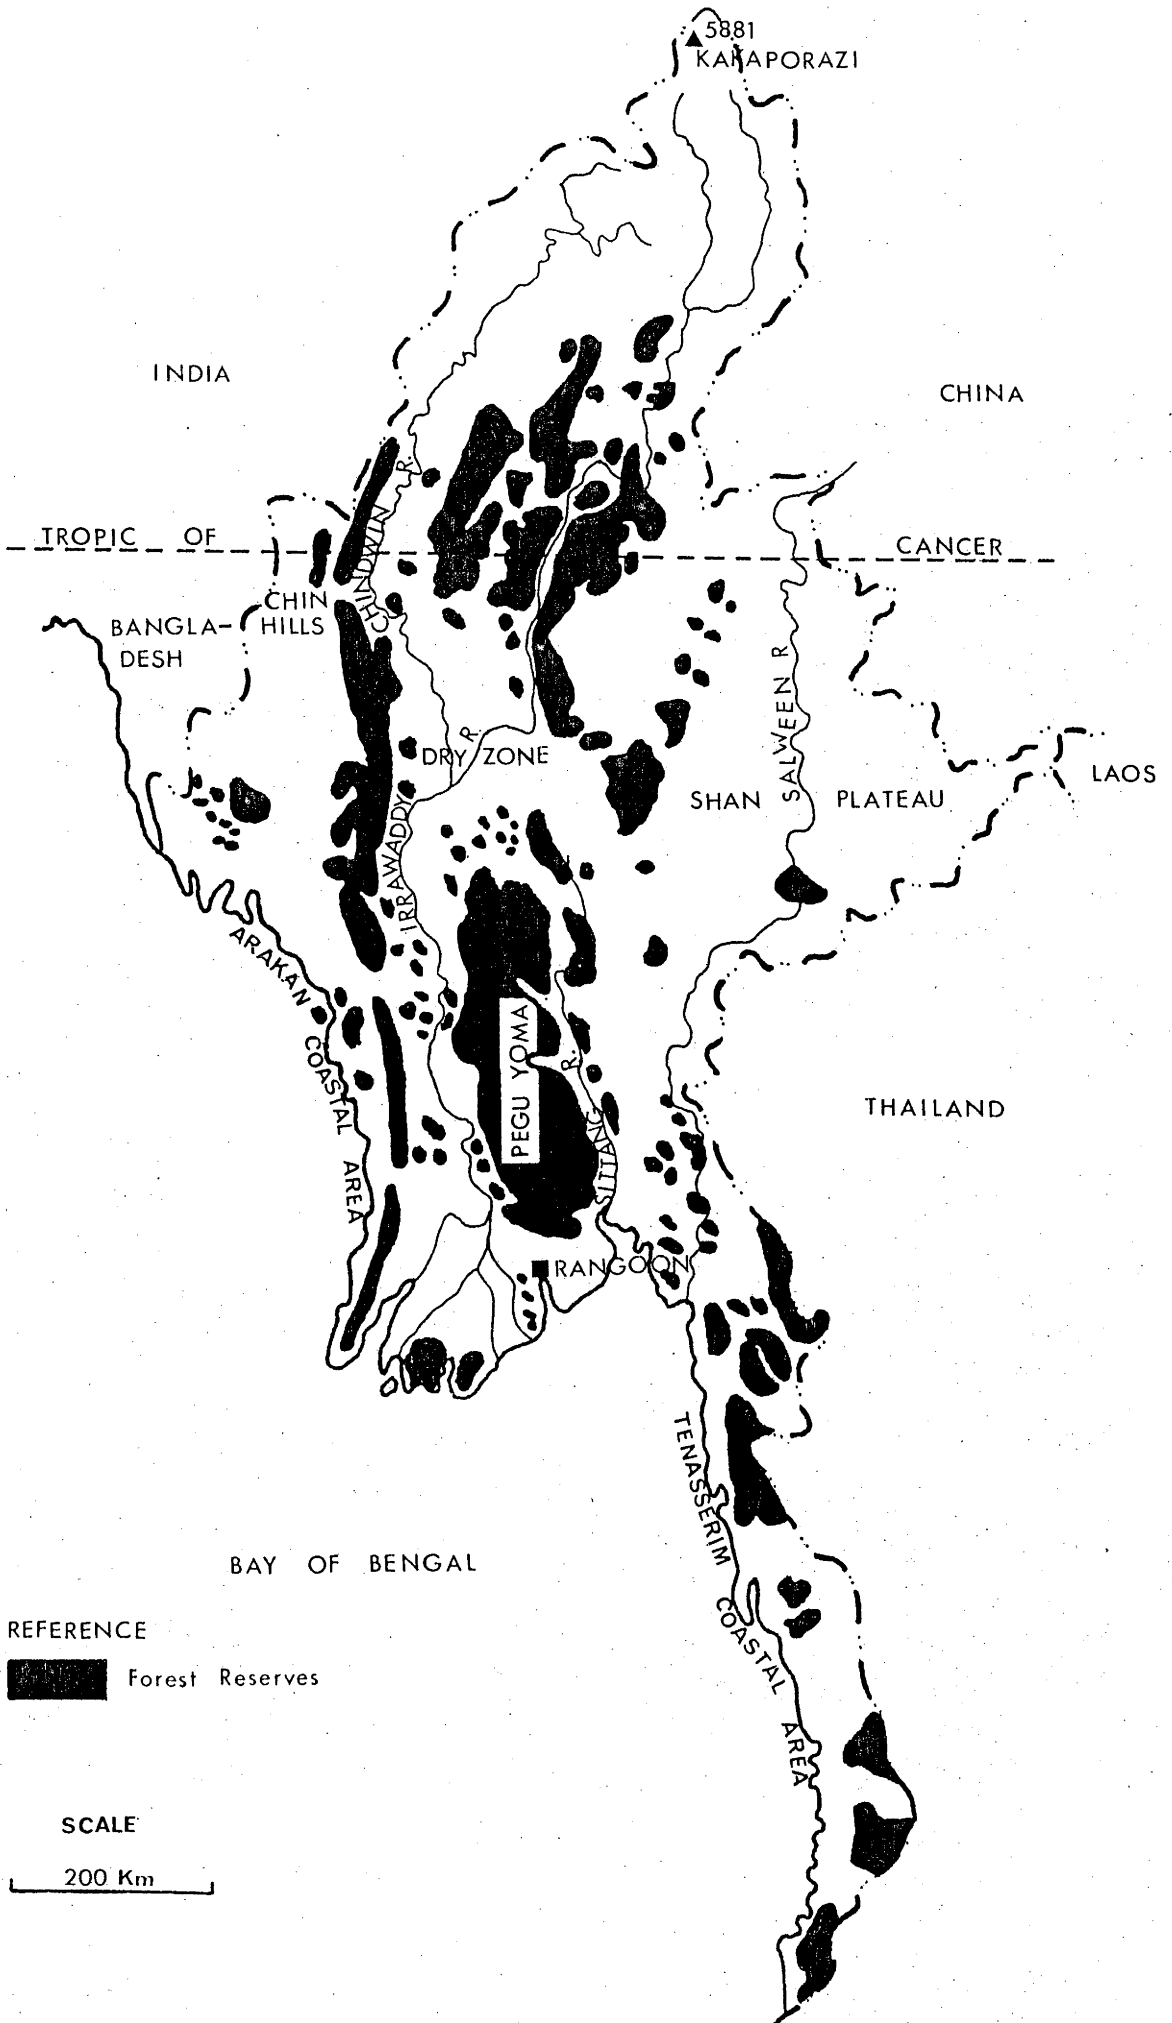 5881
KAKAPORAZI
INDIA
CHINA
TROPIC OF
CANCER
CHINDWIN R.
CHIN
HILLS
BANGLA-
DESH
SALWEEN R
DRY ZONE
R.
LAOS
SHAN PLATEAU
IRRAWADDY
ARAKAN COASTAL AREA
PEGU YOMA
SITTANG R.
THAILAND
RANGOON
TENASSERIM COASTAL AREA
BAY OF BENGAL
REFERENCE
Forest Reserves
SCALE
200 Km